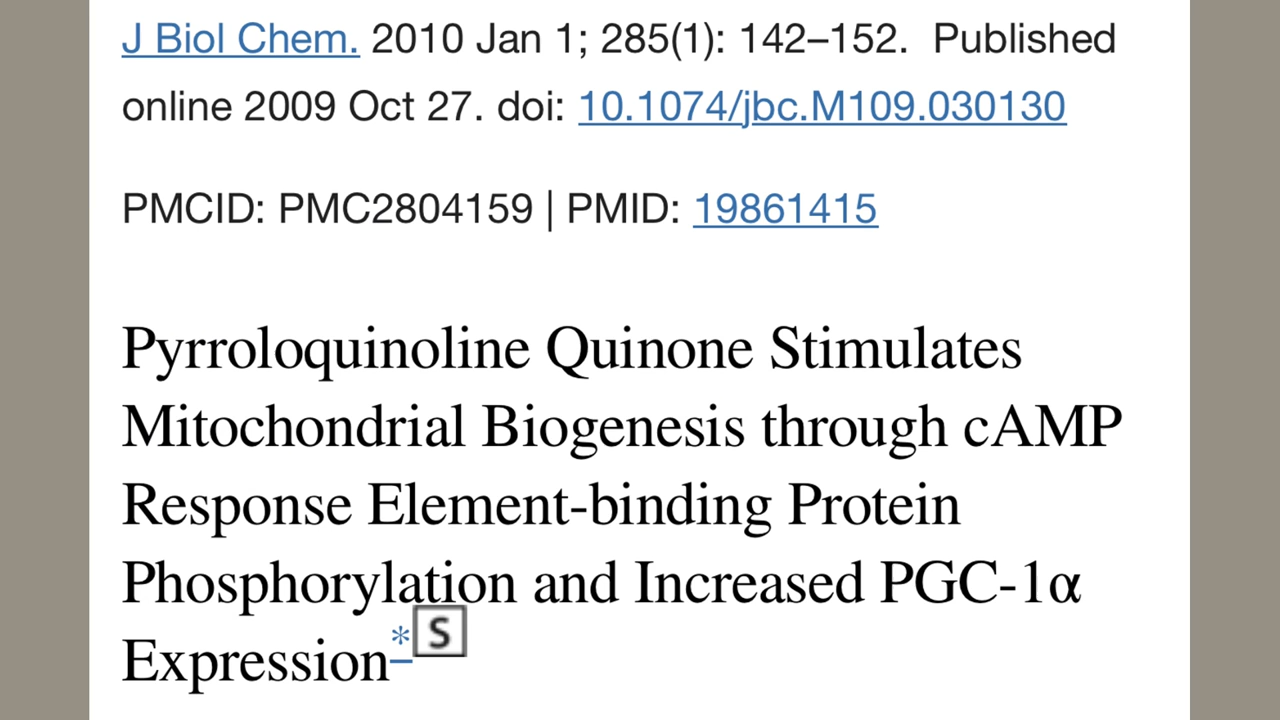 J Biol Chem. 2010 Jan 1; 285(1): 142–152. Published
online 2009 Oct 27. doi: 10.1074/jbc.M109.030130
PMCID: PMC2804159 | PMID: 19861415
Pyrroloquinoline Quinone Stimulates
Mitochondrial Biogenesis through cAMP
Response Element-binding Protein
Phosphorylation and Increased PGC-1α
Expression* S